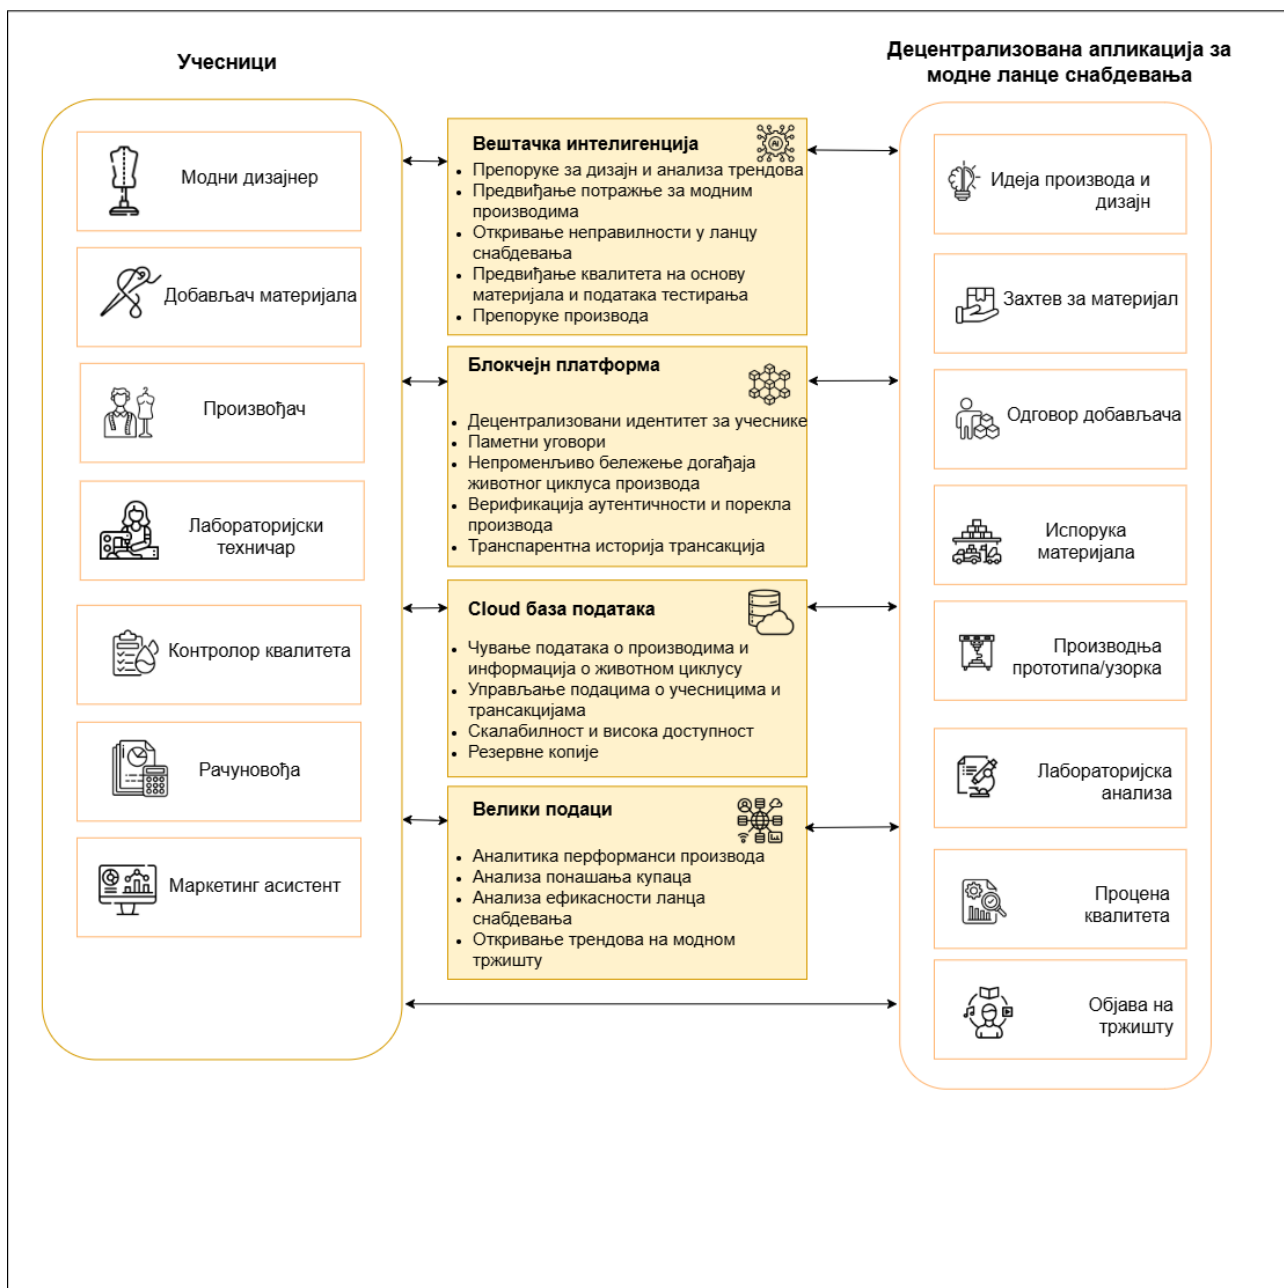 Учесници
Децентрализована апликација за
модне ланце снабдевања
Модни дизајнер
Добављач материјала
Произвођач
Лабораторијски
техничар
Контролор квалитета
Рачуновођа
Маркетинг асистент
Вештачка интелигенција
AI
• Препоруке за дизајн и анализа трендова
• Предвиђање потражње за модним
производима
• Откривање неправилности у ланцу
снабдевања
• Предвиђање квалитета на основу
материјала и података тестирања
• Препоруке производа
Блокчејн платформа
• Децентрализовани идентитет за учеснике
• Паметни уговори
• Непроменљиво бележење догађаја
животног циклуса производа
• Верификација аутентичности и порекла
производа
• Транспарентна историја трансакција
Cloud база података
• Чување података о производима и
информација о животном циклусу
• Управљање подацима о учесницима и
трансакцијама
• Скалабилност и висока доступност
• Резервне копије
Велики подаци
• Аналитика перформанси производа
• Анализа понашања купаца
• Анализа ефикасности ланца
снабдевања
• Откривање трендова на модном
тржишту
Идеја производа и
дизајн
Захтев за материјал
Одговор добављача
Испорука
материјала
Производња
прототипа/узорка
Лабораторијска
анализа
Процена
квалитета
Објава на
тржишту